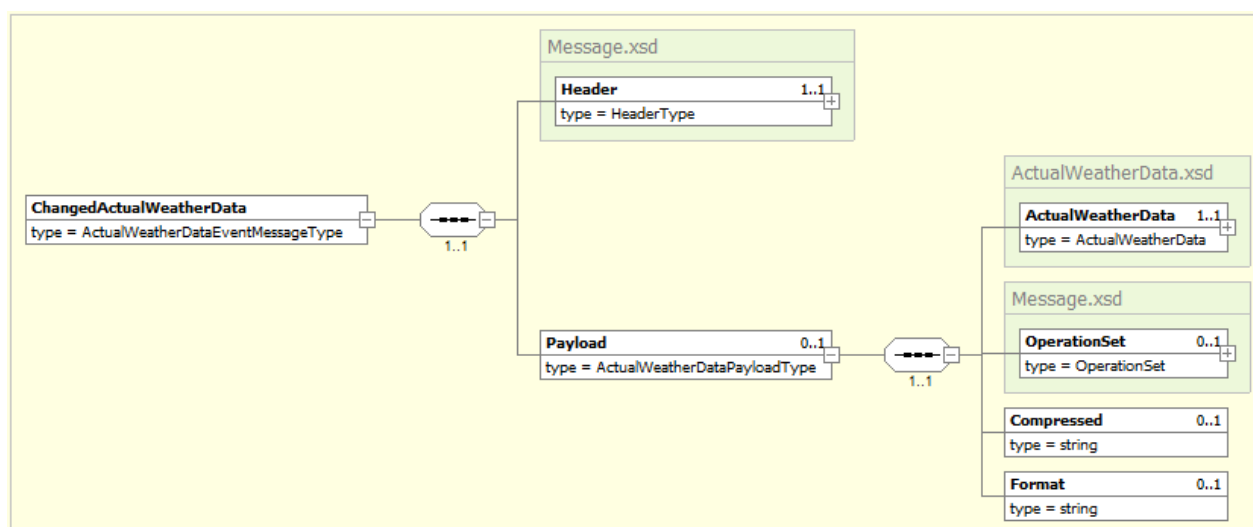 Message.xsd
Header 1..1
type = HeaderType
ChangedActualWeatherData
type = ActualWeatherDataEventMessageType
1..1
Payload 0..1
type = ActualWeatherDataPayloadType
1..1
ActualWeatherData.xsd
ActualWeatherData 1..1
type = ActualWeatherData
Message.xsd
OperationSet 0..1
type = OperationSet
Compressed 0..1
type = string
Format 0..1
type = string